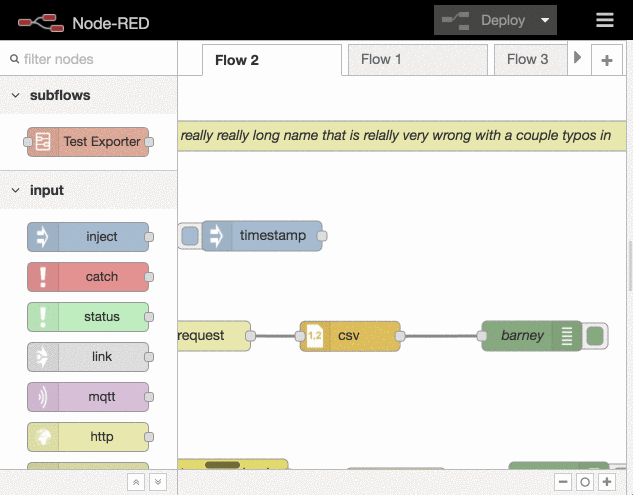 Node-RED
Deploy
filter nodes
Flow 2
Flow 1
Flow 3
subflows
Test Exporter
input
inject
catch
status
link
mqtt
http
really really long name that is relally very wrong with a couple typos in
timestamp
request
1,2
csv
barney